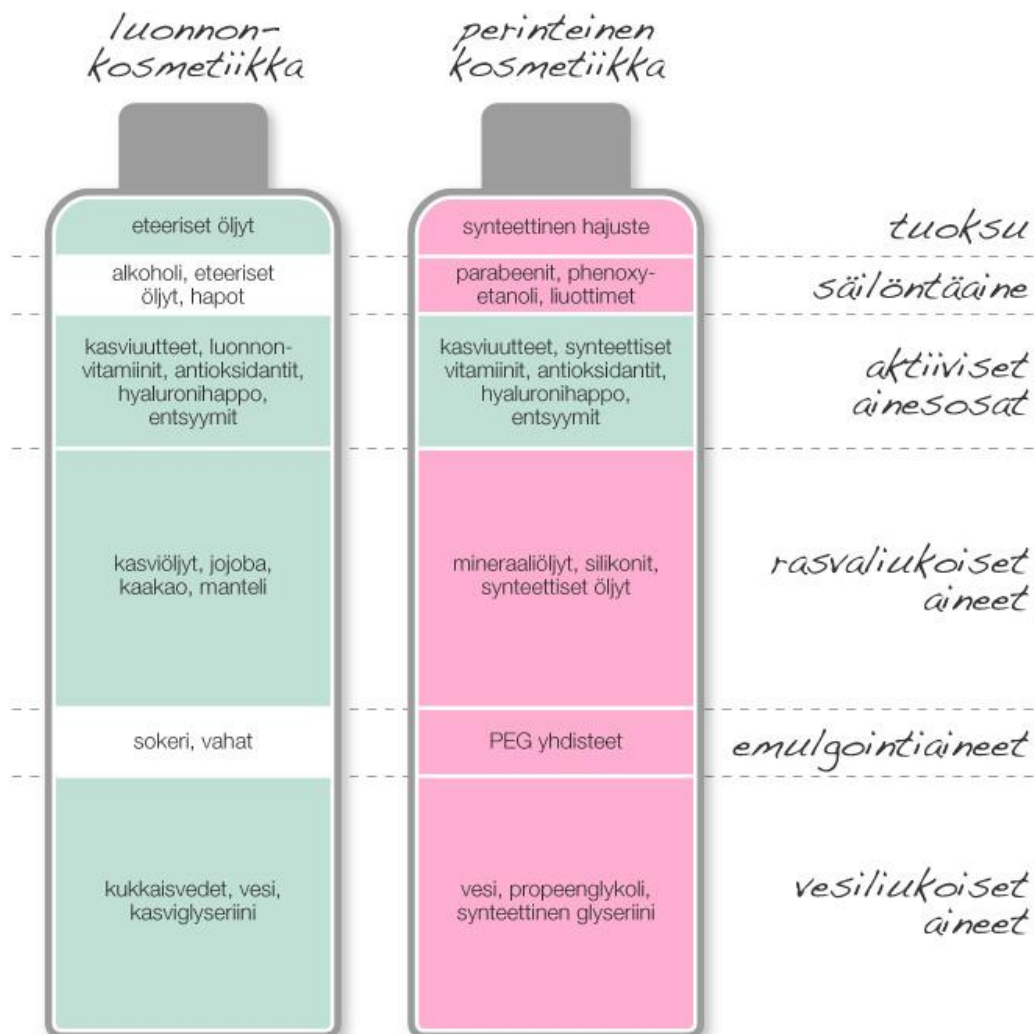 luonnon-
kosmetiikka
perinteinen
kosmetiikka
eteeriset öljyt
synteettinen hajuste
tuoksu
alkoholi, eteeriset
öljyt, hapot
parabeenit, phenoxy-
etanoli, liuottimet
säilöntäaine
kasviuutteet, luonnon-
vitamiinit, antioksidantit,
hyaluronihappo,
entsyymit
kasviuutteet, synteettiset
vitamiinit, antioksidantit,
hyaluronihappo,
entsyymit
aktiiviset
ainesosat
kasviöljyt, jojoba,
kaakao, manteli
mineraaliöljyt, silikonit,
synteettiset öljyt
rasvaliukoiset
aineet
sokeri, vahat
PEG yhdisteet
emulgointiaineet
kukkaisvedet, vesi,
kasviglyseriini
vesi, propeenglykoli,
synteettinen glyseriini
vesiliukoiset
aineet